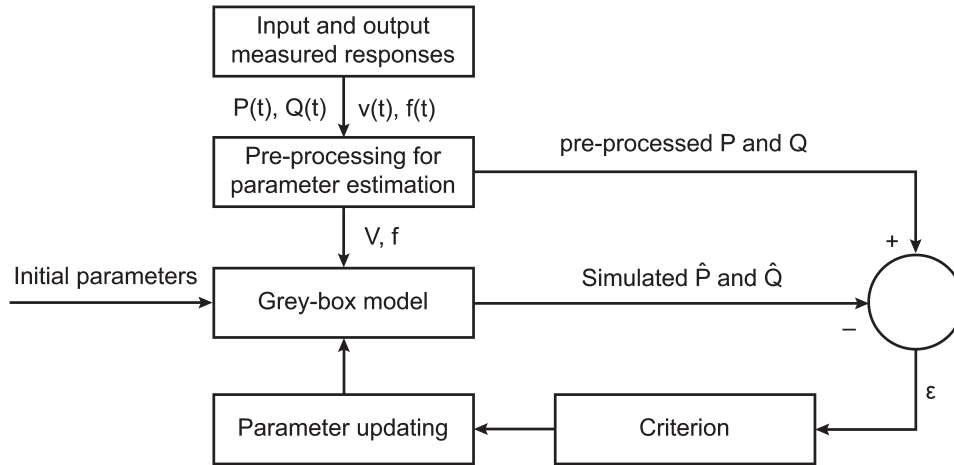 Input and output
measured responses
P(t), Q(t) v(t), f(t)
Pre-processing for
parameter estimation
pre-processed P and Q
V, f
+
Initial parameters
Grey-box model
Simulated P̂ and Q̂
−
ε
Parameter updating
Criterion